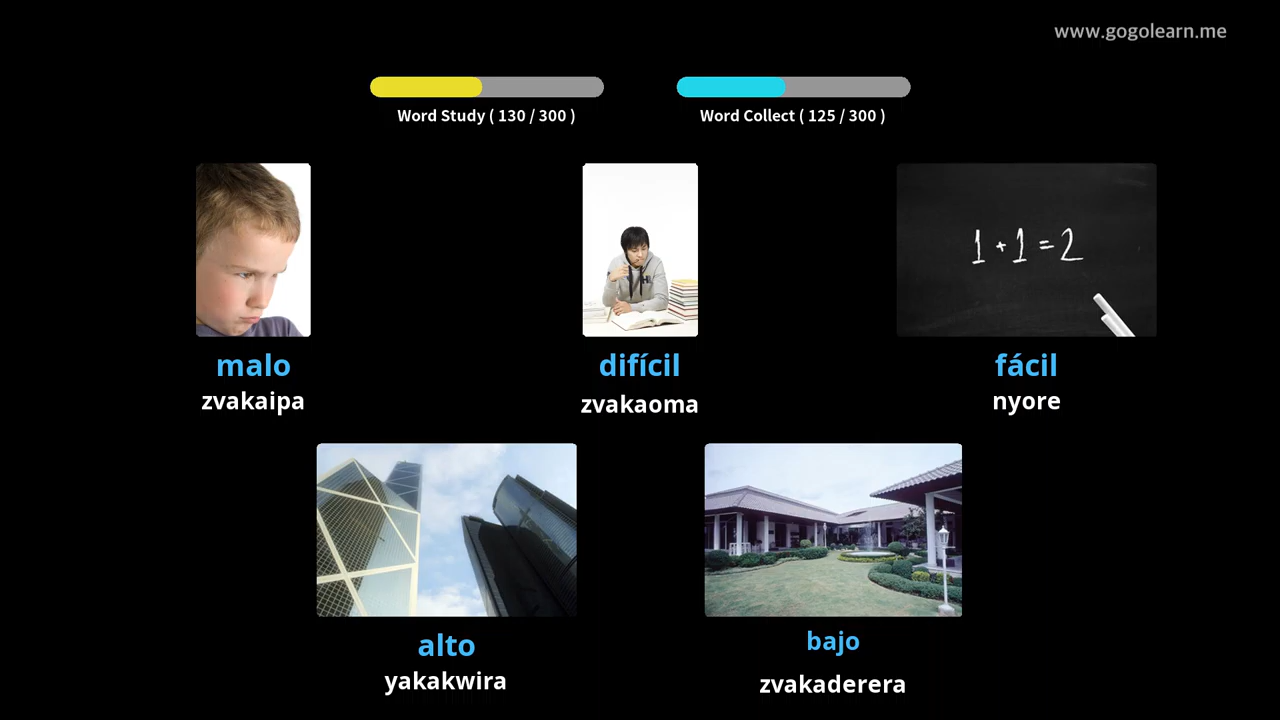 www.gogolearn.me
Word Study ( 130 / 300 )
Word Collect ( 125 / 300 )
1 + 1 = 2
malo
zvakaipa
difícil
zvakaoma
fácil
nyore
alto
yakakwira
bajo
zvakaderera